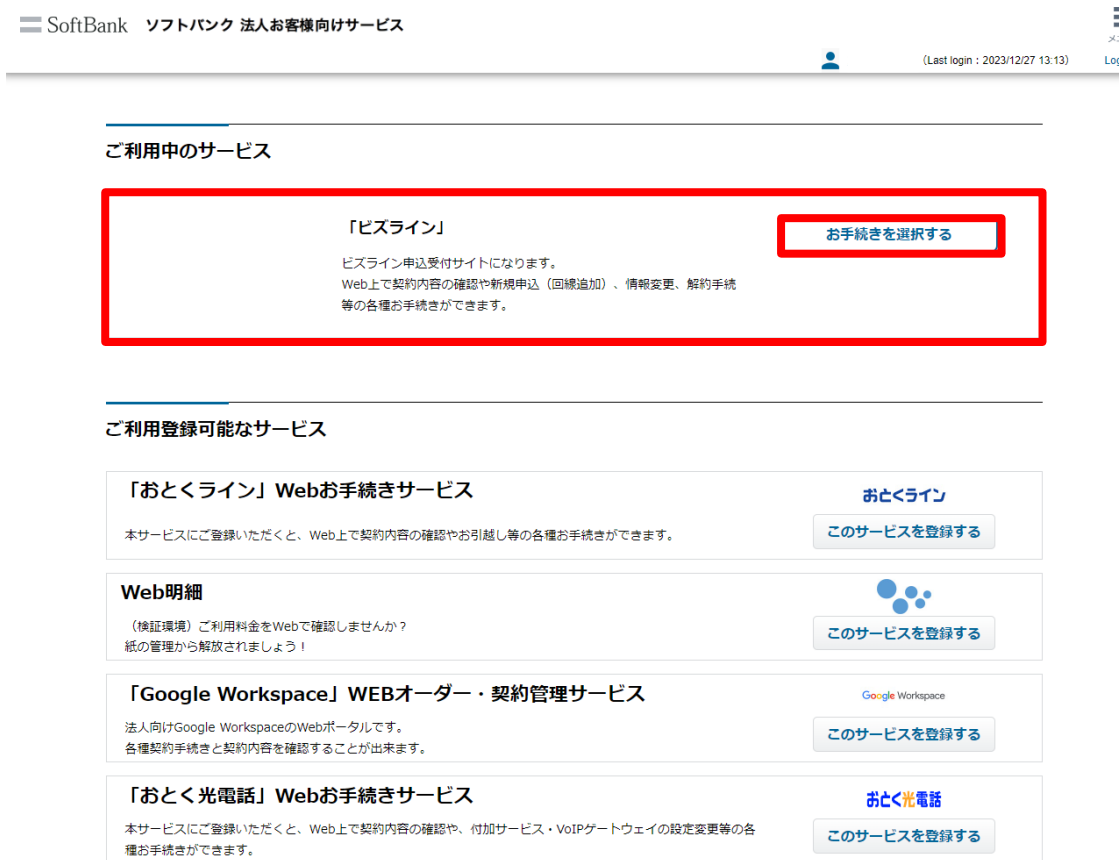 SoftBank ソフトバンク 法人お客様向けサービス
(Last login : 2023/12/27 13:13)
ご利用中のサービス
「ビズライン」
お手続きを選択する
ビズライン申込受付サイトになります。
Web上で契約内容の確認や新規申込（回線追加）、情報変更、解約手続
等の各種お手続きができます。
ご利用登録可能なサービス
「おとくライン」Webお手続きサービス
おとくライン
本サービスにご登録いただくと、Web上で契約内容の確認やお引越し等の各種お手続きができます。
このサービスを登録する
Web明細
（検証環境）ご利用料金をWebで確認しませんか？
紙の管理から解放されましょう！
このサービスを登録する
「Google Workspace」WEBオーダー・契約管理サービス
Google Workspace
法人向けGoogle WorkspaceのWebポータルです。
各種契約手続きと契約内容を確認することが出来ます。
このサービスを登録する
「おとく光電話」Webお手続きサービス
おとく光電話
本サービスにご登録いただくと、Web上で契約内容の確認や、付加サービス・VoIPゲートウェイの設定変更等の各
種お手続きができます。
このサービスを登録する